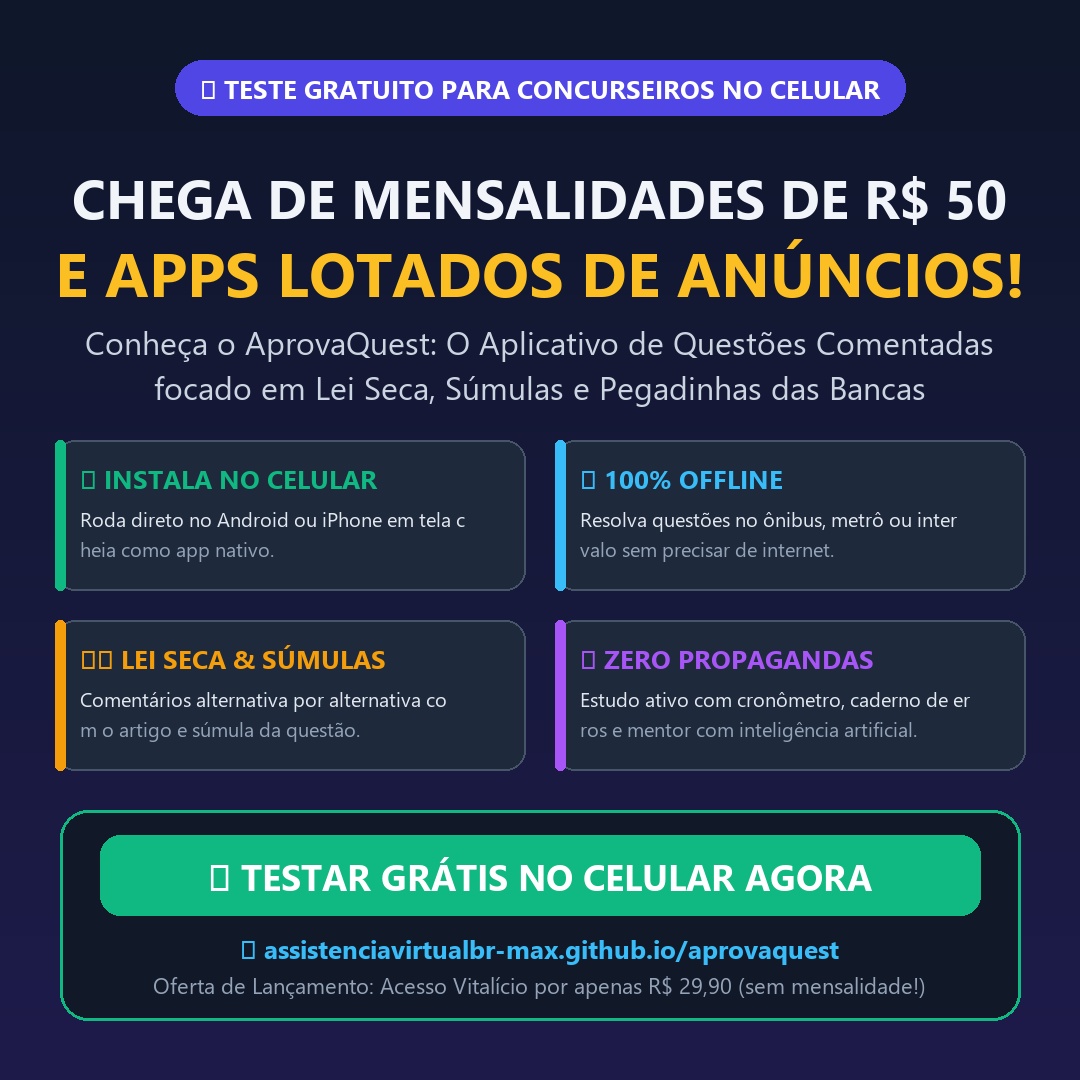 TESTE GRATUITO PARA CONCURSEIROS NO CELULAR
CHEGA DE MENSALIDADES DE R$ 50
E APPS LOTADOS DE ANÚNCIOS!
Conheça o AprovaQuest: O Aplicativo de Questões Comentadas
focado em Lei Seca, Súmulas e Pegadinhas das Bancas
INSTALA NO CELULAR
Roda direto no Android ou iPhone em tela c
heia como app nativo.
100% OFFLINE
Resolva questões no ônibus, metrô ou inter
valo sem precisar de internet.
LEI SECA & SÚMULAS
Comentários alternativa por alternativa co
m o artigo e súmula da questão.
ZERO PROPAGANDAS
Estudo ativo com cronômetro, caderno de er
ros e mentor com inteligência artificial.
TESTAR GRÁTIS NO CELULAR AGORA
assistenciavirtualbr-max.github.io/aprovaquest
Oferta de Lançamento: Acesso Vitalício por apenas R$ 29,90 (sem mensalidade!)